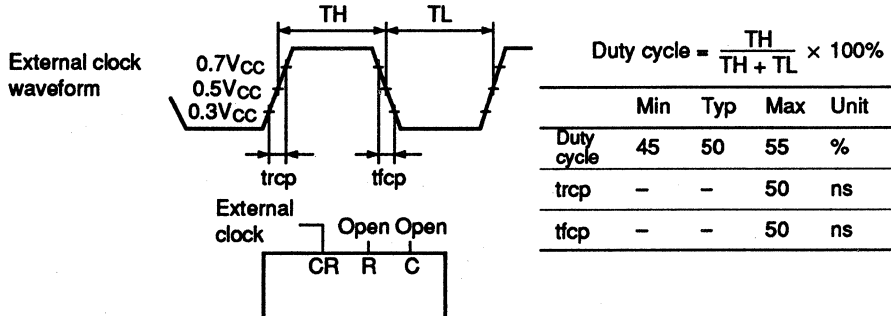 External clock
waveform
TH
TL
0.7VCC
0.5VCC
0.3VCC
trcp
tfcp
Duty cycle = TH / TH + TL × 100%
Min Typ Max Unit
Duty cycle 45 50 55 %
trcp – – 50 ns
tfcp – – 50 ns
External
clock
Open Open
CR R C